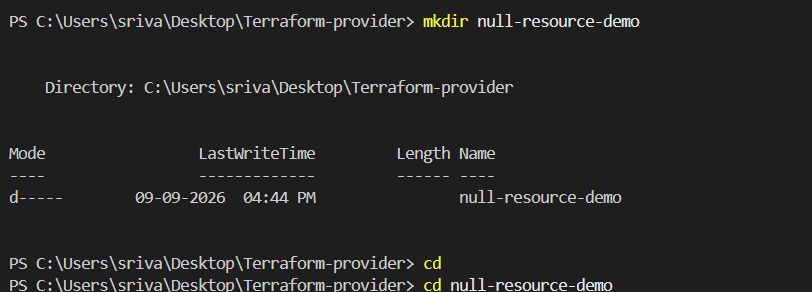 PS C:\Users\sriva\Desktop\Terraform-provider> mkdir null-resource-demo
Directory: C:\Users\sriva\Desktop\Terraform-provider
Mode                 LastWriteTime         Length Name
----                 -------------         ------ ----
d-----        09-09-2026  04:44 PM                null-resource-demo
PS C:\Users\sriva\Desktop\Terraform-provider> cd
PS C:\Users\sriva\Desktop\Terraform-provider> cd null-resource-demo